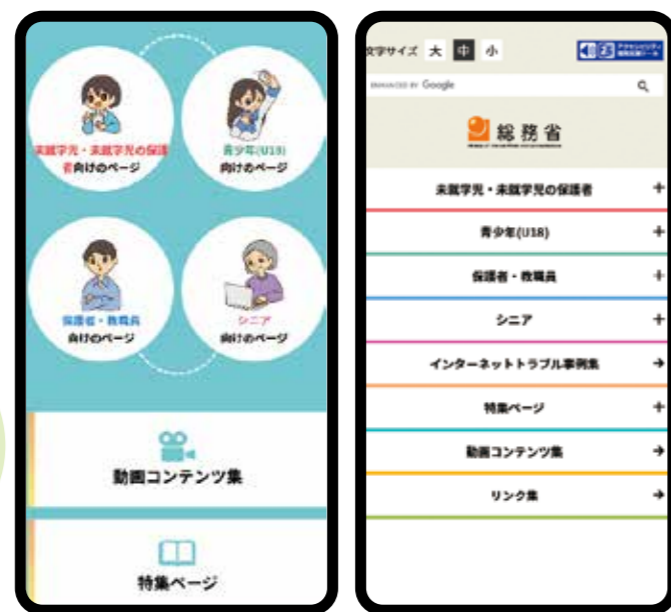 未就学児・未就学児の保護
者向けのページ
青少年(U18)
向けのページ
保護者・教職員
向けのページ
シニア
向けのページ
動画コンテンツ集
特集ページ
文字サイズ 大 中 小
ENHANCED BY Google
総務省
未就学児・未就学児の保護者 +
青少年(U18) +
保護者・教職員 +
シニア +
インターネットトラブル事例集 →
特集ページ +
動画コンテンツ集 →
リンク集 →